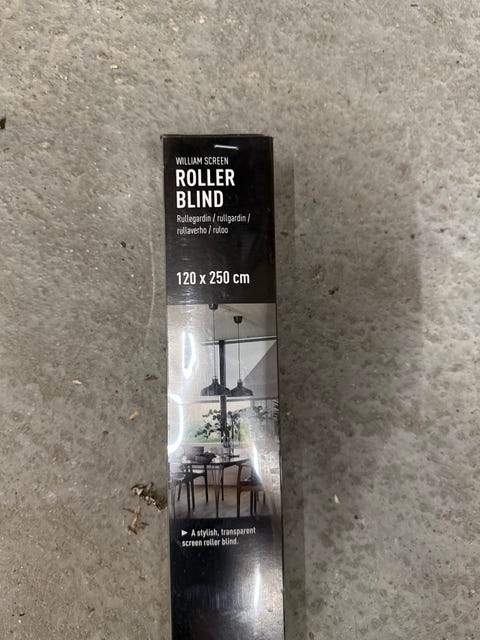 WILLIAM SCREEN
ROLLER
BLIND
Rullegardin / rullgardin /
rullaverho / ruloo
120 x 250 cm
► A stylish, transparent
screen roller blind.